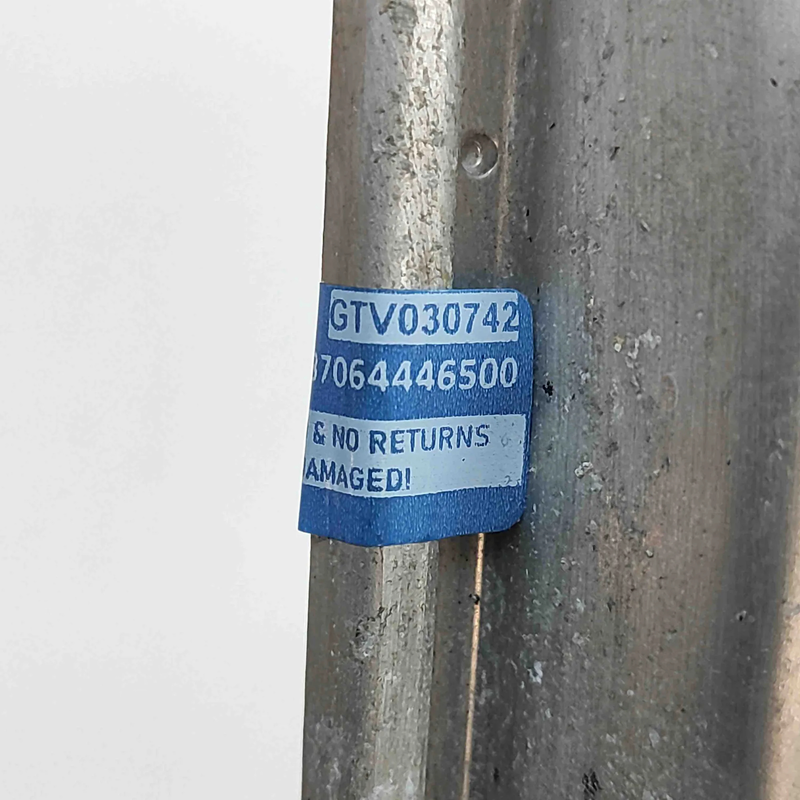 GTV030742
37064446500
& NO RETURNS
AMAGED!